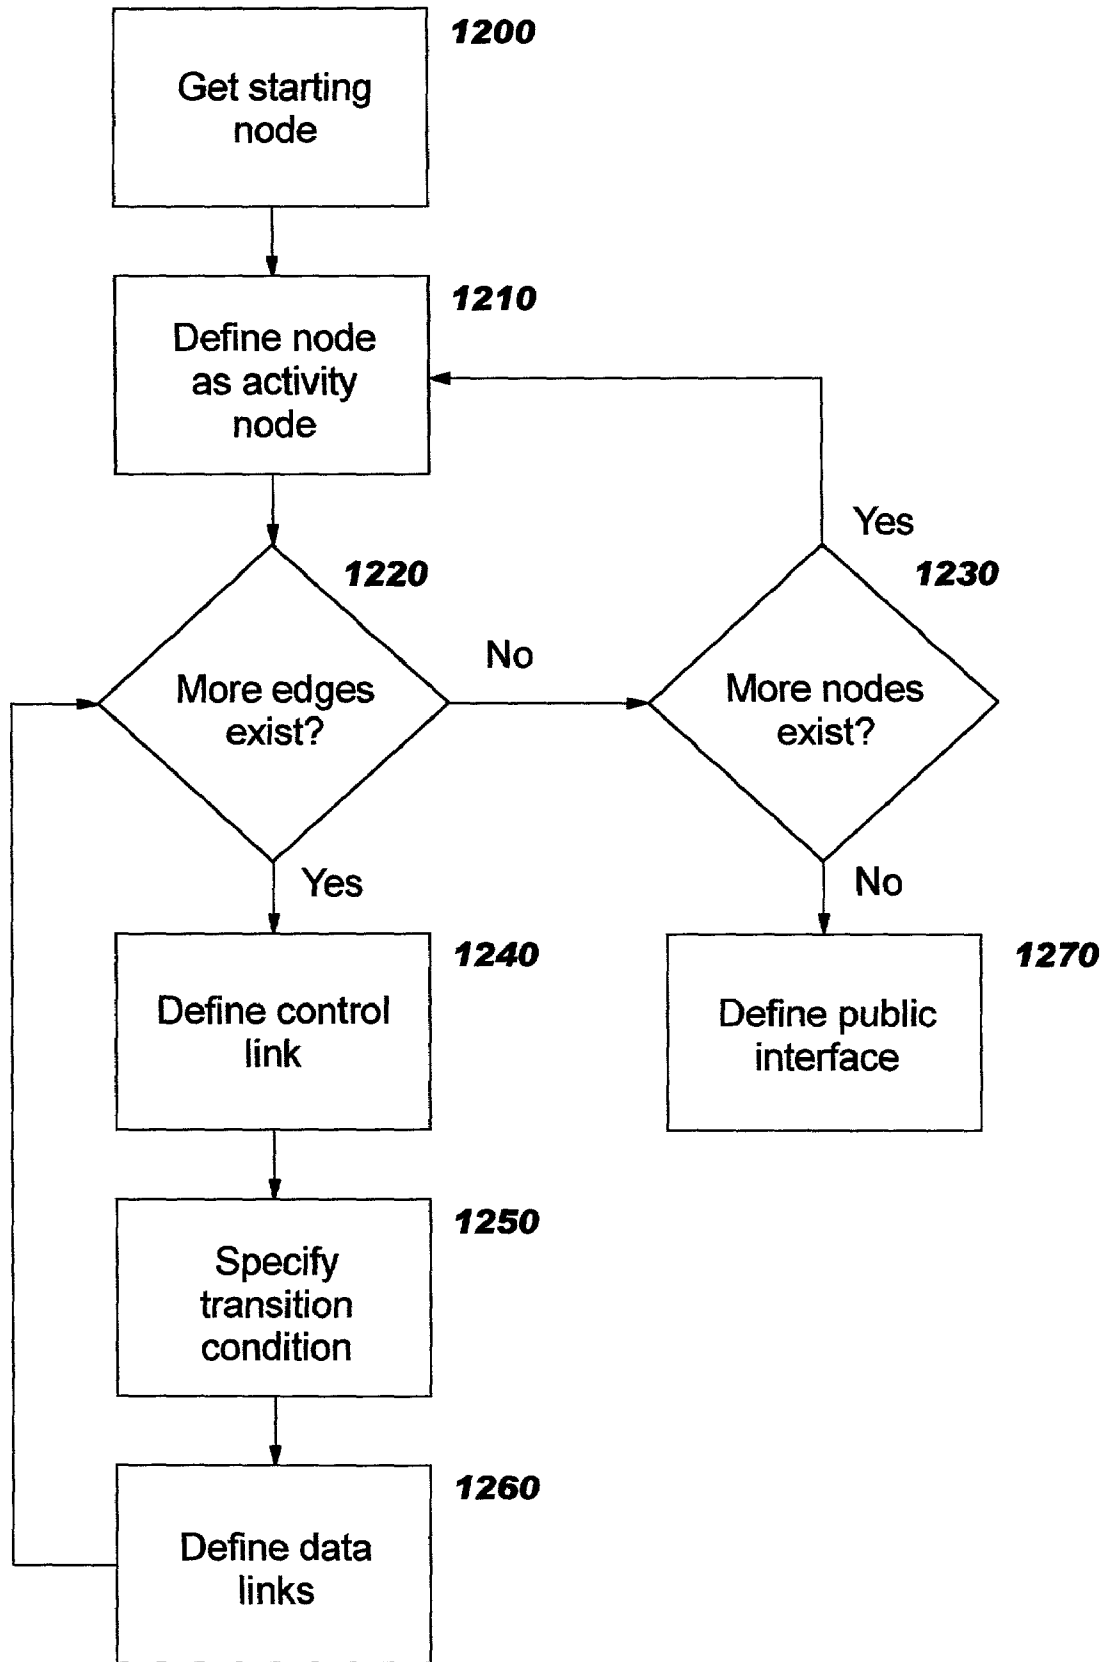 1200
Get starting
node
1210
Define node
as activity
node
Yes
1220
1230
No
More edges
exist?
More nodes
exist?
Yes
No
1240
1270
Define control
link
Define public
interface
1250
Specify
transition
condition
1260
Define data
links